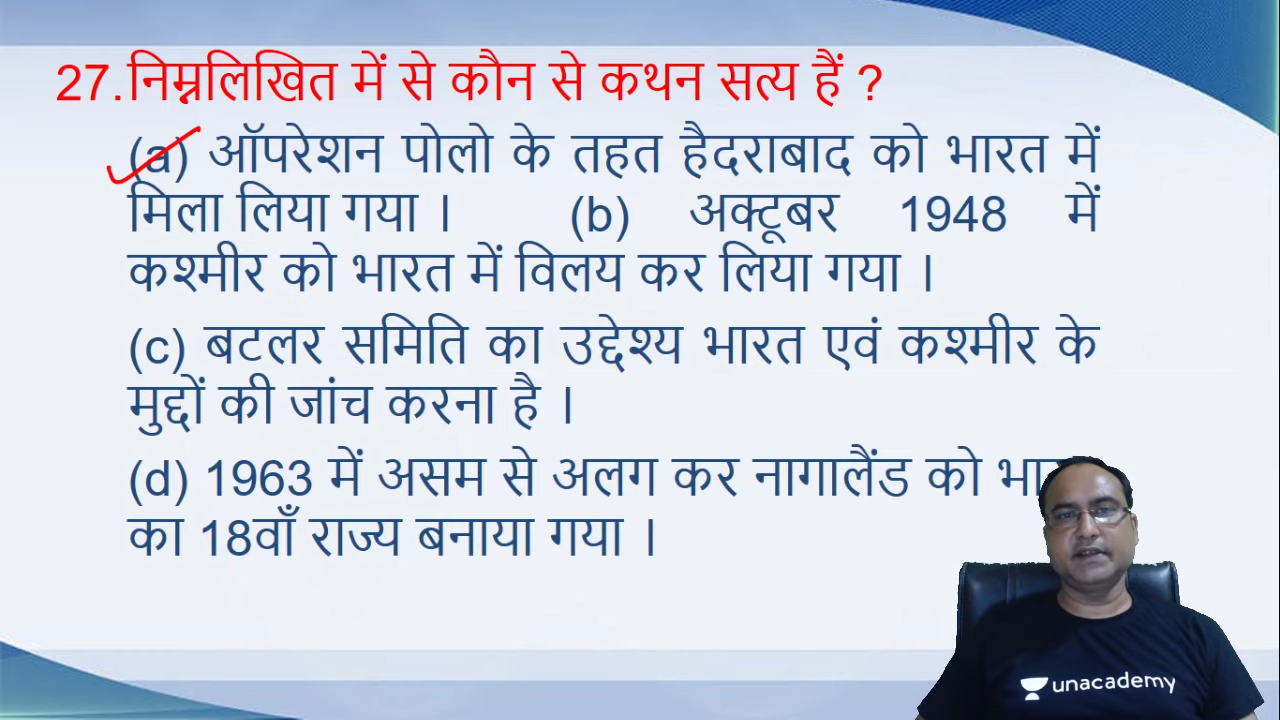 27.निम्नलिखित में से कौन से कथन सत्य हैं ?
(a) ऑपरेशन पोलो के तहत हैदराबाद को भारत में
मिला लिया गया । (b) अक्टूबर 1948 में
कश्मीर को भारत में विलय कर लिया गया ।
(c) बटलर समिति का उद्देश्य भारत एवं कश्मीर के
मुद्दों की जांच करना है ।
(d) 1963 में असम से अलग कर नागालैंड को
का 18वाँ राज्य बनाया गया ।
unacademy